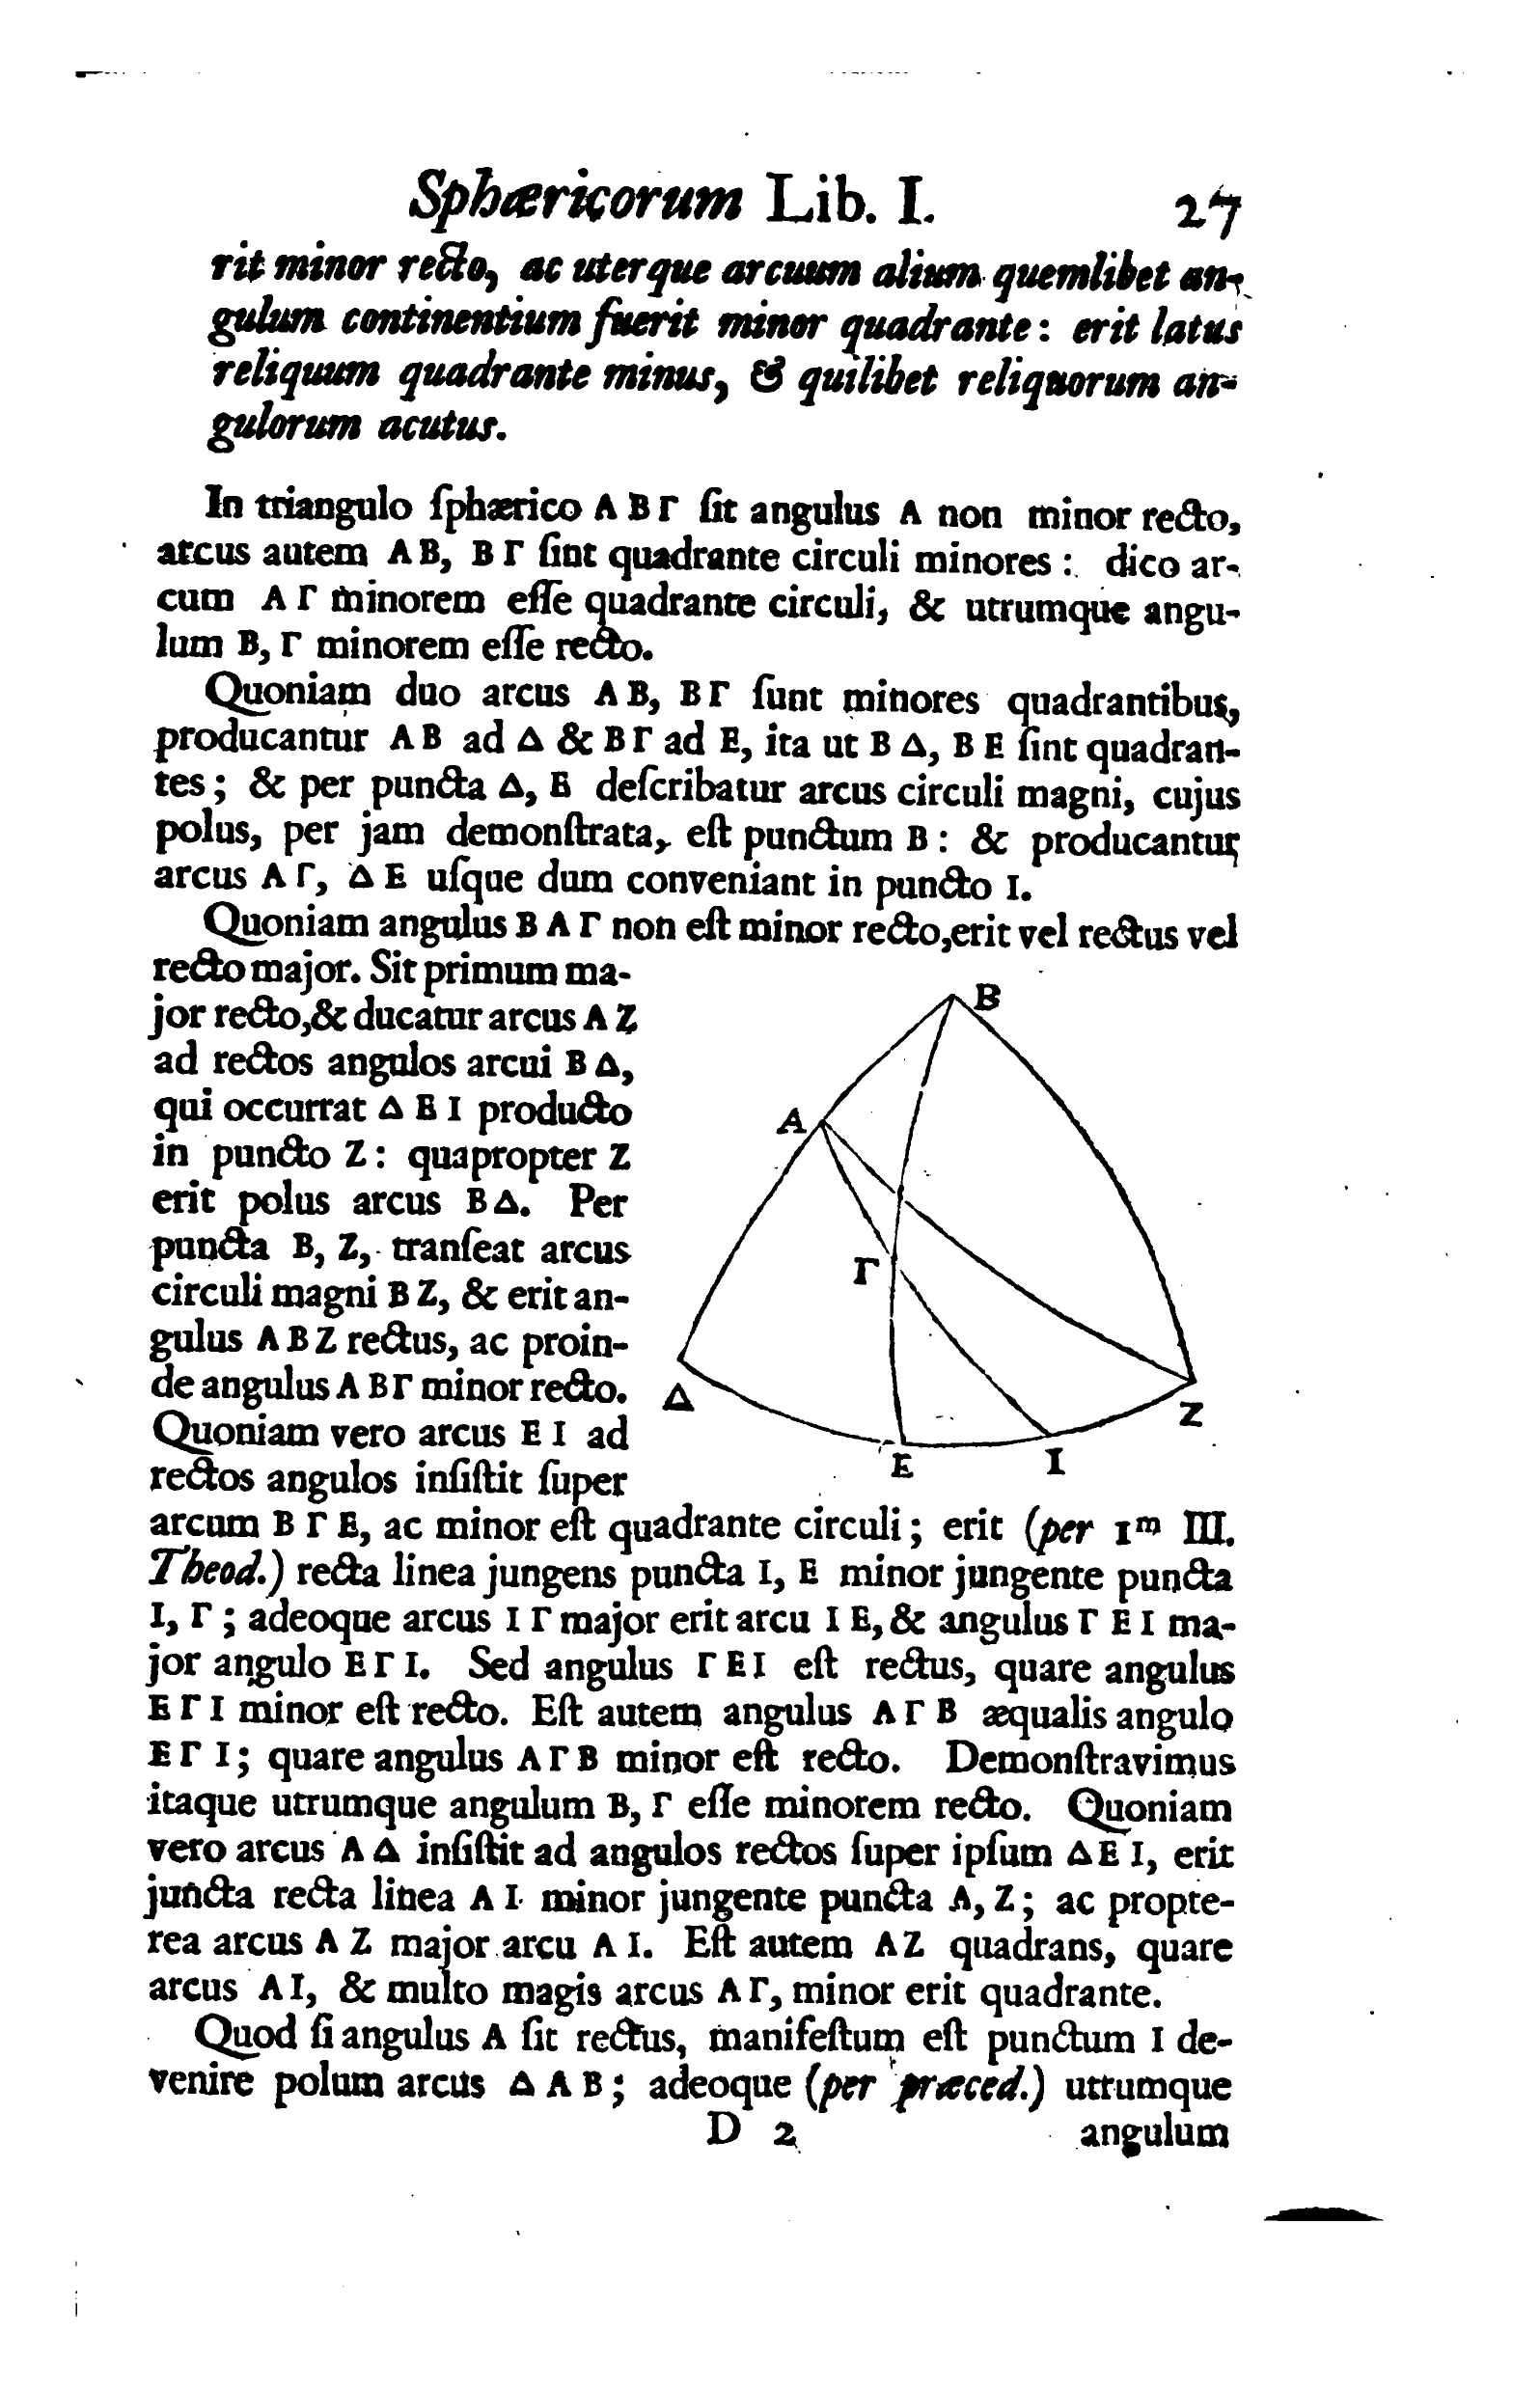 Sphæricorum Lib. I. 27
rit minor recto, ac uterque arcuum alium quemlibet an-
gulum continentium fuerit minor quadrante: erit latus
reliquum quadrante minus, & quilibet reliquorum an-
gulorum acutus.
In triangulo ſphærico Α Β Γ ſit angulus Α non minor recto,
arcus autem Α Β, Β Γ ſint quadrante circuli minores: dico ar-
cum Α Γ minorem eſſe quadrante circuli, & utrumque angu-
lum Β, Γ minorem eſſe recto.
Quoniam duo arcus Α Β, Β Γ ſunt minores quadrantibus,
producantur Α Β ad Δ & Β Γ ad Ε, ita ut Β Δ, Β Ε ſint quadran-
tes; & per puncta Δ, Ε deſcribatur arcus circuli magni, cujus
polus, per jam demonſtrata, eſt punctum Β: & producantur
arcus Α Γ, Δ Ε uſque dum conveniant in puncto Ι.
Quoniam angulus Β Α Γ non eſt minor recto, erit vel rectus vel
recto major. Sit primum ma-
jor recto, & ducatur arcus Α Ζ
ad rectos angulos arcui Β Δ,
qui occurrat Δ Ε Ι producto
in puncto Ζ: quapropter Ζ
erit polus arcus Β Δ. Per
puncta Β, Ζ, tranſeat arcus
circuli magni Β Ζ, & erit an-
gulus Α Β Ζ rectus, ac proin-
de angulus Α Β Γ minor recto.
Quoniam vero arcus Ε Ι ad
rectos angulos inſiſtit ſuper
Β
Α
Γ
Δ
Ζ
Ε
Ι
arcum Β Γ Ε, ac minor eſt quadrante circuli; erit (per 1ᵐ III.
Theod.) recta linea jungens puncta Ι, Ε minor jungente puncta
Ι, Γ; adeoque arcus Ι Γ major erit arcu Ι Ε, & angulus Γ Ε Ι ma-
jor angulo Ε Γ Ι. Sed angulus Γ Ε Ι eſt rectus, quare angulus
Ε Γ Ι minor eſt recto. Eſt autem angulus Α Γ Β æqualis angulo
Ε Γ Ι; quare angulus Α Γ Β minor eſt recto. Demonſtravimus
itaque utrumque angulum Β, Γ eſſe minorem recto. Quoniam
vero arcus Α Δ inſiſtit ad angulos rectos ſuper ipſum Δ Ε Ι, erit
juncta recta linea Α Ι minor jungente puncta Α, Ζ; ac propte-
rea arcus Α Ζ major arcu Α Ι. Eſt autem Α Ζ quadrans, quare
arcus Α Ι, & multo magis arcus Α Γ, minor erit quadrante.
Quod ſi angulus Α ſit rectus, manifeſtum eſt punctum Ι de-
venire polum arcus Δ Α Β; adeoque (per præced.) utrumque
D 2 angulum